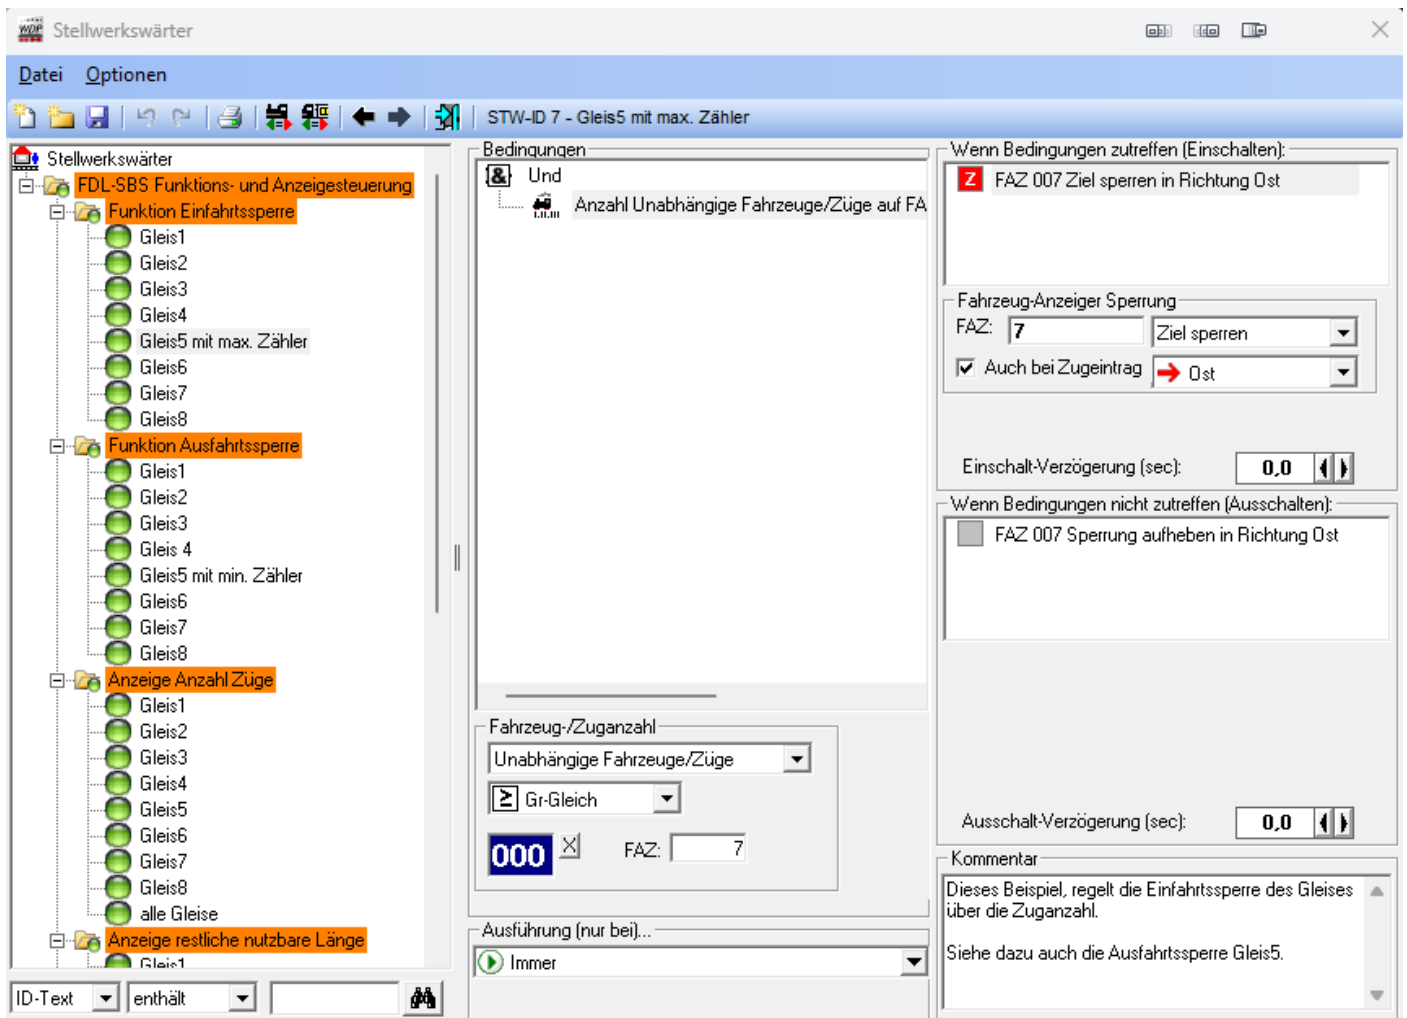 Stellwerkswärter
Datei Optionen
STW-ID 7 - Gleis5 mit max. Zähler
Stellwerkswärter
FDL-SBS Funktions- und Anzeigesteuerung
Funktion Einfahrtssperre
Gleis1
Gleis2
Gleis3
Gleis4
Gleis5 mit max. Zähler
Gleis6
Gleis7
Gleis8
Funktion Ausfahrtssperre
Gleis1
Gleis2
Gleis3
Gleis 4
Gleis5 mit min. Zähler
Gleis6
Gleis7
Gleis8
Anzeige Anzahl Züge
Gleis1
Gleis2
Gleis3
Gleis4
Gleis5
Gleis6
Gleis7
Gleis8
alle Gleise
Anzeige restliche nutzbare Länge
Gleis1
ID-Text enthält
Bedingungen
& Und
Anzahl Unabhängige Fahrzeuge/Züge auf FA
Fahrzeug-/Zuganzahl
Unabhängige Fahrzeuge/Züge
≥ Gr-Gleich
000 X FAZ: 7
Ausführung (nur bei)...
Immer
Wenn Bedingungen zutreffen (Einschalten):
Z FAZ 007 Ziel sperren in Richtung Ost
Fahrzeug-Anzeiger Sperrung
FAZ: 7 Ziel sperren
Auch bei Zugeintrag Ost
Einschalt-Verzögerung (sec): 0,0
Wenn Bedingungen nicht zutreffen (Ausschalten):
FAZ 007 Sperrung aufheben in Richtung Ost
Ausschalt-Verzögerung (sec): 0,0
Kommentar
Dieses Beispiel, regelt die Einfahrtssperre des Gleises
über die Zuganzahl.
Siehe dazu auch die Ausfahrtssperre Gleis5.